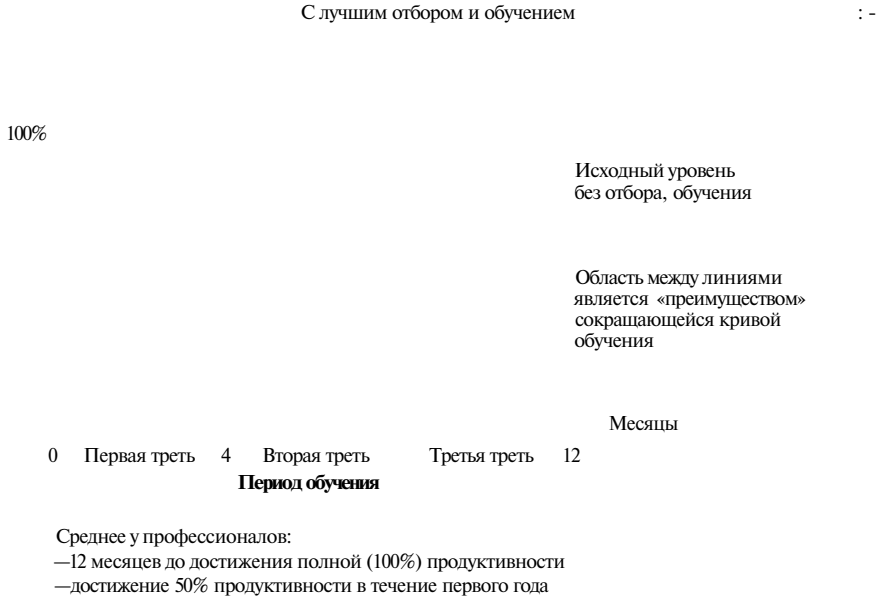 С лучшим отбором и обучением : -
100%
Исходный уровень
без отбора, обучения
Область между линиями
является «преимуществом»
сокращающейся кривой
обучения
Месяцы
0 Первая треть 4 Вторая треть Третья треть 12
Период обучения
Среднее у профессионалов:
—12 месяцев до достижения полной (100%) продуктивности
—достижение 50% продуктивности в течение первого года